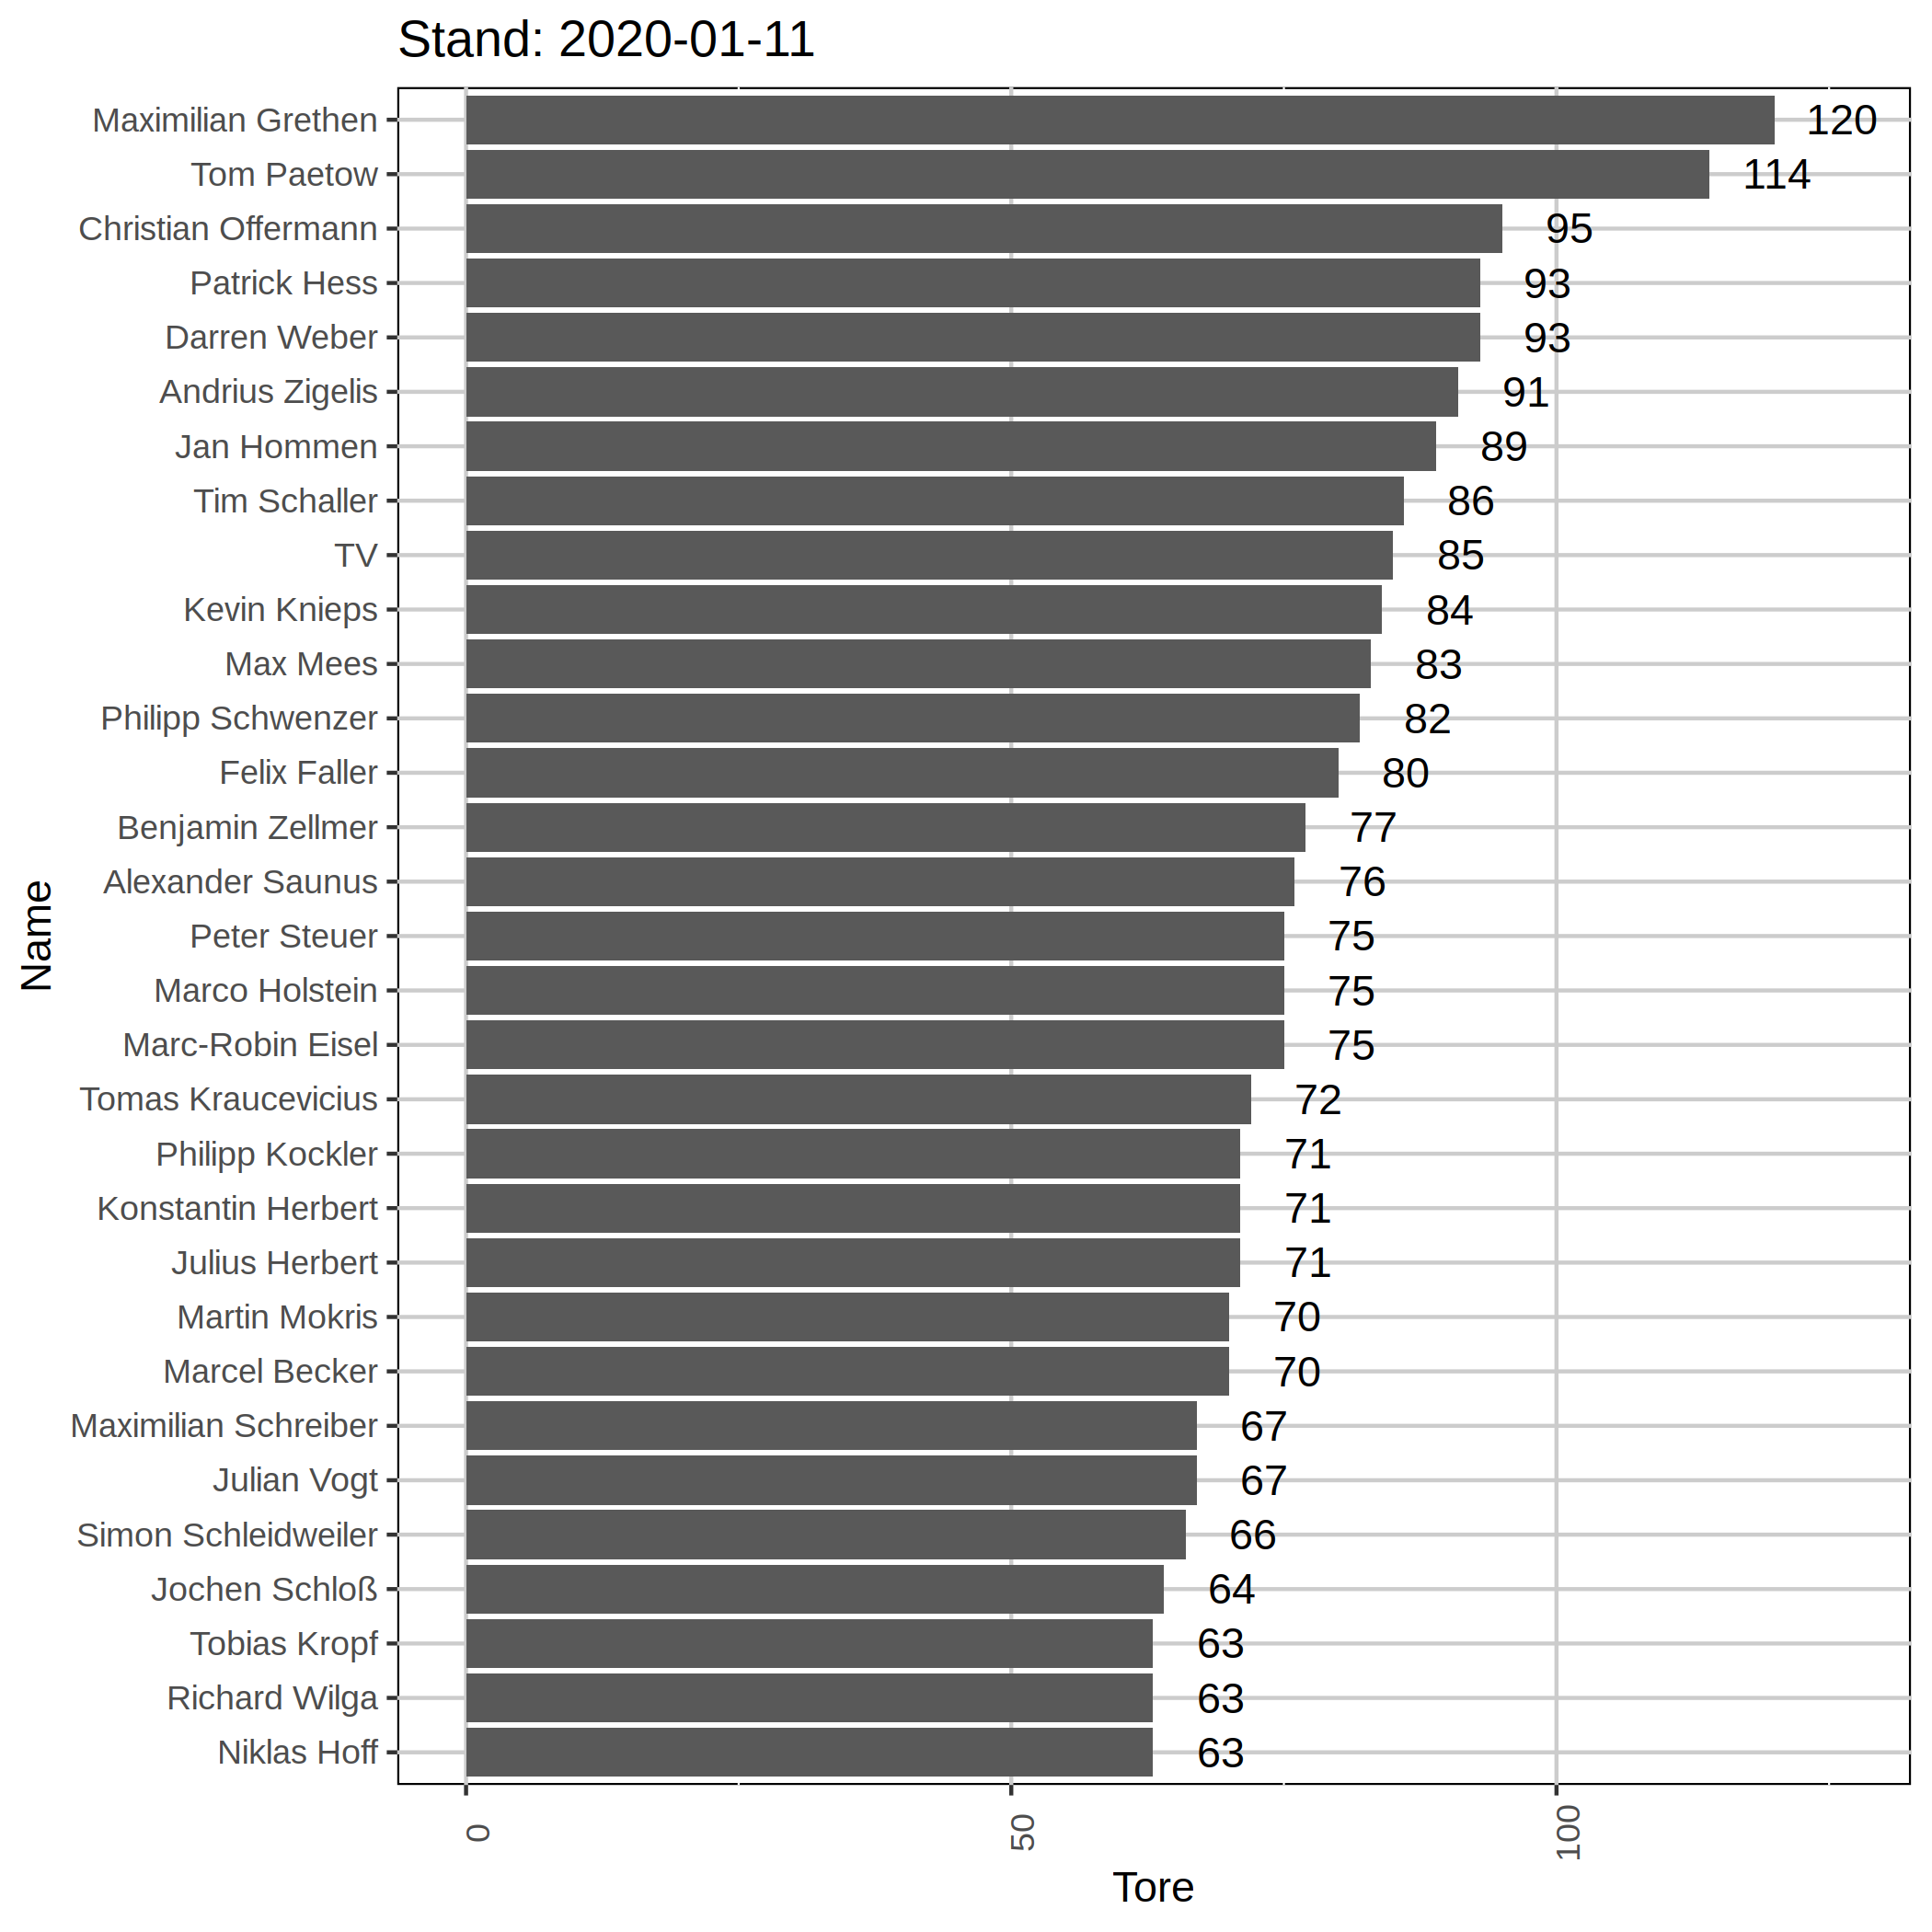 Stand: 2020-01-11
Maximilian Grethen 120
Tom Paetow 114
Christian Offermann 95
Patrick Hess 93
Darren Weber 93
Andrius Zigelis 91
Jan Hommen 89
Tim Schaller 86
TV 85
Kevin Knieps 84
Max Mees 83
Philipp Schwenzer 82
Felix Faller 80
Benjamin Zellmer 77
Alexander Saunus 76
Peter Steuer 75
Marco Holstein 75
Marc-Robin Eisel 75
Tomas Kraucevicius 72
Philipp Kockler 71
Konstantin Herbert 71
Julius Herbert 71
Martin Mokris 70
Marcel Becker 70
Maximilian Schreiber 67
Julian Vogt 67
Simon Schleidweiler 66
Jochen Schloß 64
Tobias Kropf 63
Richard Wilga 63
Niklas Hoff 63
Name
0 50 100
Tore